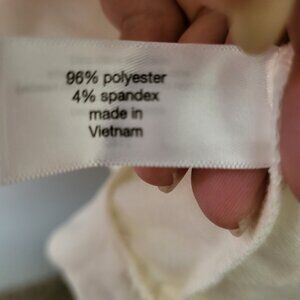 96% polyester
4% spandex
made in
Vietnam